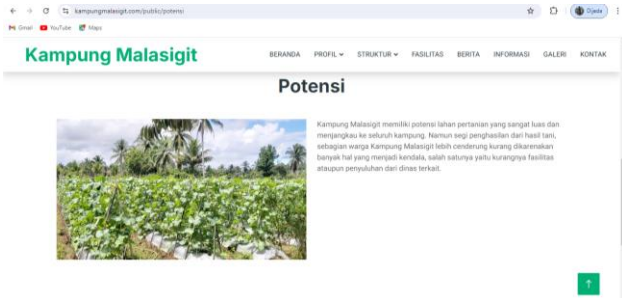 kampungmalasigit.com/public/potensi
Gmail YouTube Maps
Kampung Malasigit
BERANDA PROFIL STRUKTUR FASILITAS BERITA INFORMASI GALERI KONTAK
Potensi
Kampung Malasigit memiliki potensi lahan pertanian yang sangat luas dan
menjangkau ke seluruh kampung. Namun segi penghasilan dari hasil tani,
sebagian warga Kampung Malasigit lebih cenderung kurang dikarenakan
banyak hal yang menjadi kendala, salah satunya yaitu kurangnya fasilitas
ataupun penyuluhan dari dinas terkait.